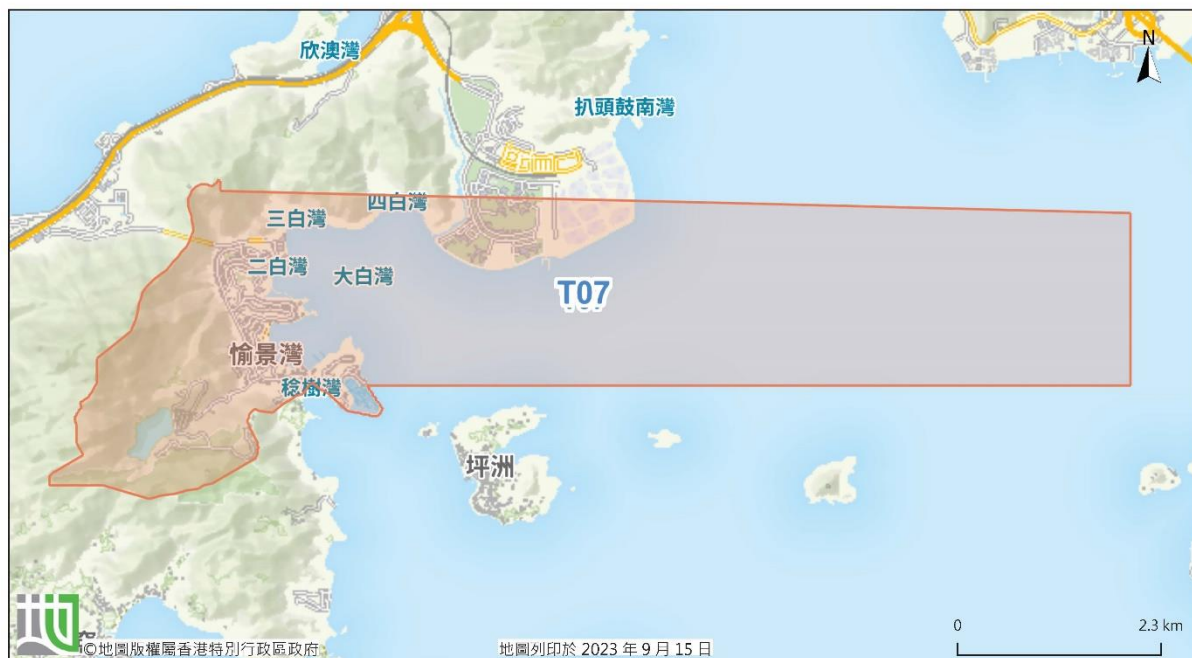 欣澳灣
N
扒頭鼓南灣
四白灣
三白灣
二白灣
大白灣
T07
愉景灣
稔樹灣
坪洲
0
2.3 km
©地圖版權屬香港特別行政區政府
地圖列印於 2023 年 9 月 15 日